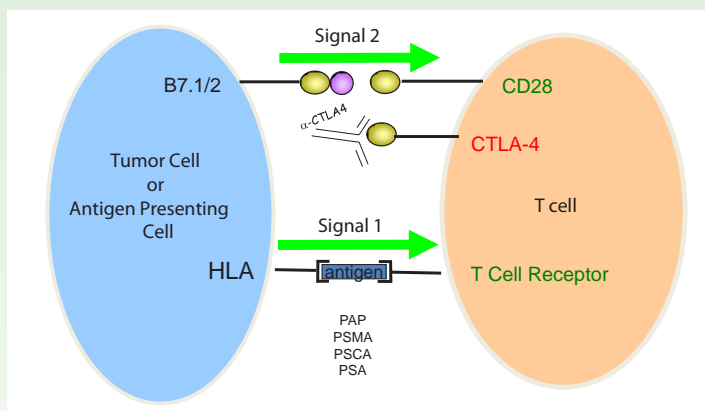 Signal 2
B7.1/2
CD28
α-CTLA4
CTLA-4
Tumor Cell
or
Antigen Presenting
Cell
T cell
Signal 1
HLA
antigen
T Cell Receptor
PAP
PSMA
PSCA
PSA